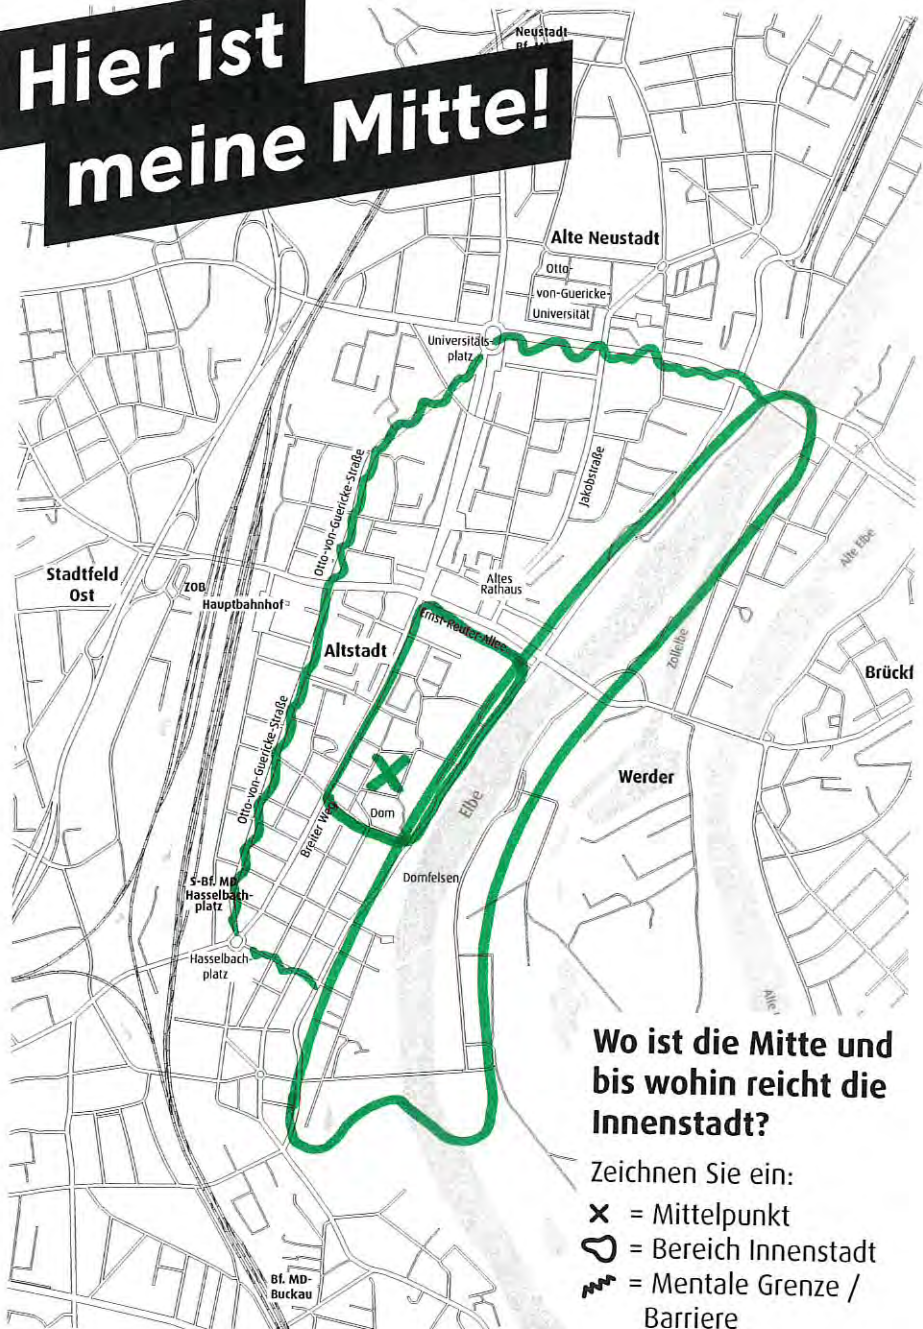 Hier ist
meine Mitte!
Neustadt
Alte Neustadt
Otto-
von-Guericke-
Universität
Universitäts-
platz
Otto-von-Guericke-Straße
Jakobstraße
Alte Elbe
Stadtfeld
Ost
ZOB
Hauptbahnhof
Altes
Rathaus
Ernst-Reuter-Allee
Altstadt
Zollelbe
Brückf
Otto-von-Guericke-Straße
Werder
Elbe
Dom
Breiter Weg
Domfelsen
S-Bf. MD
Hasselbach-
platz
Hasselbach-
platz
Alte
Wo ist die Mitte und
bis wohin reicht die
Innenstadt?
Zeichnen Sie ein:
x = Mittelpunkt
= Bereich Innenstadt
= Mentale Grenze /
Barriere
Bf. MD-
Buckau